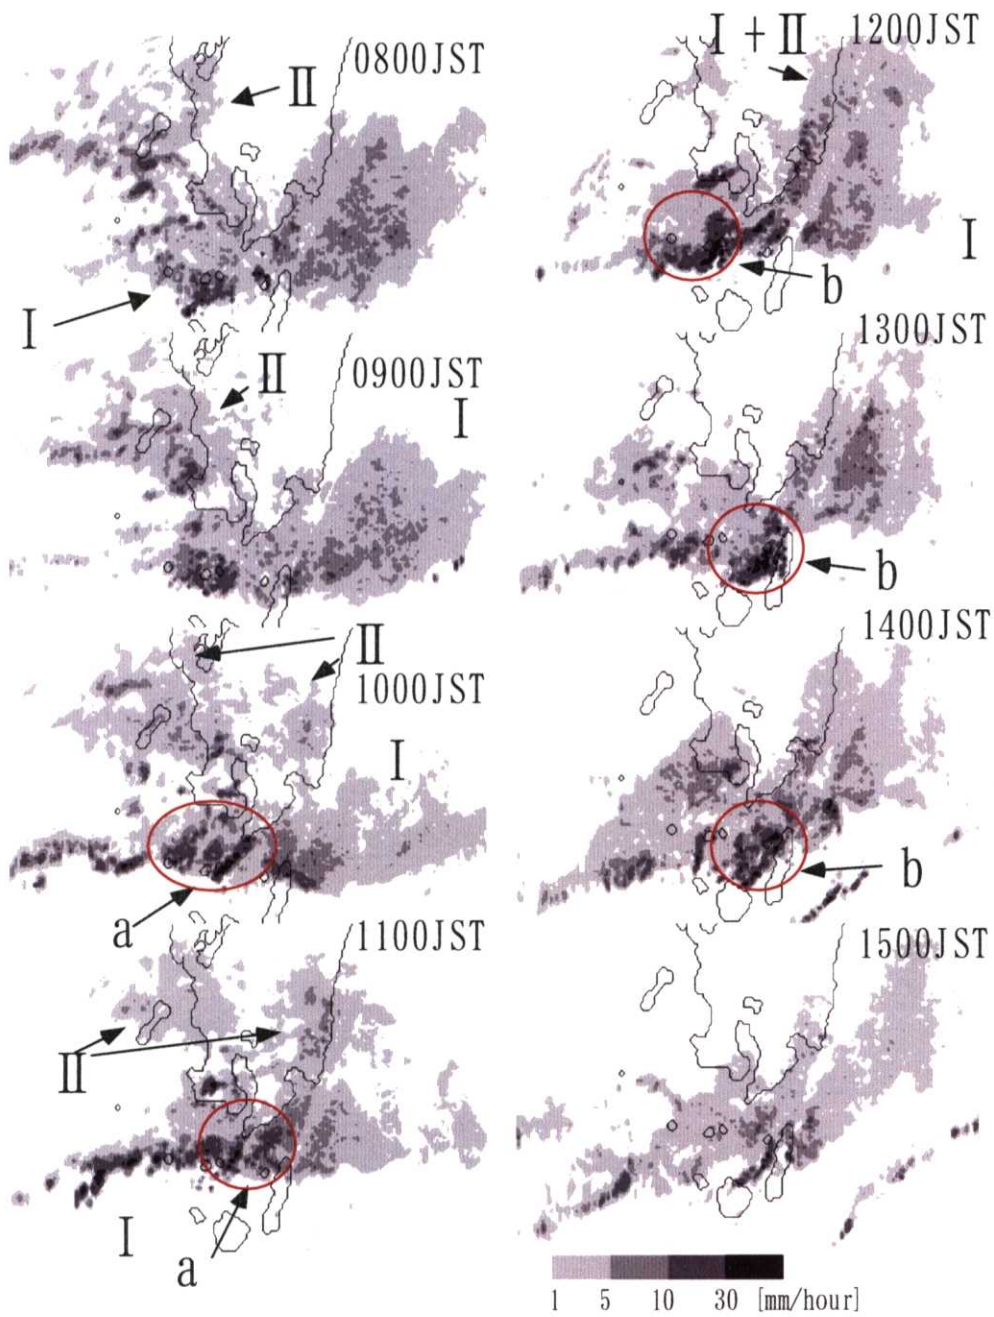 0800JST
II
I
0900JST
II
I
1000JST
II
I
a
1100JST
II
I
a
1200JST
I + II
I
b
1300JST
b
1400JST
b
1500JST
1 5 10 30 [mm/hour]